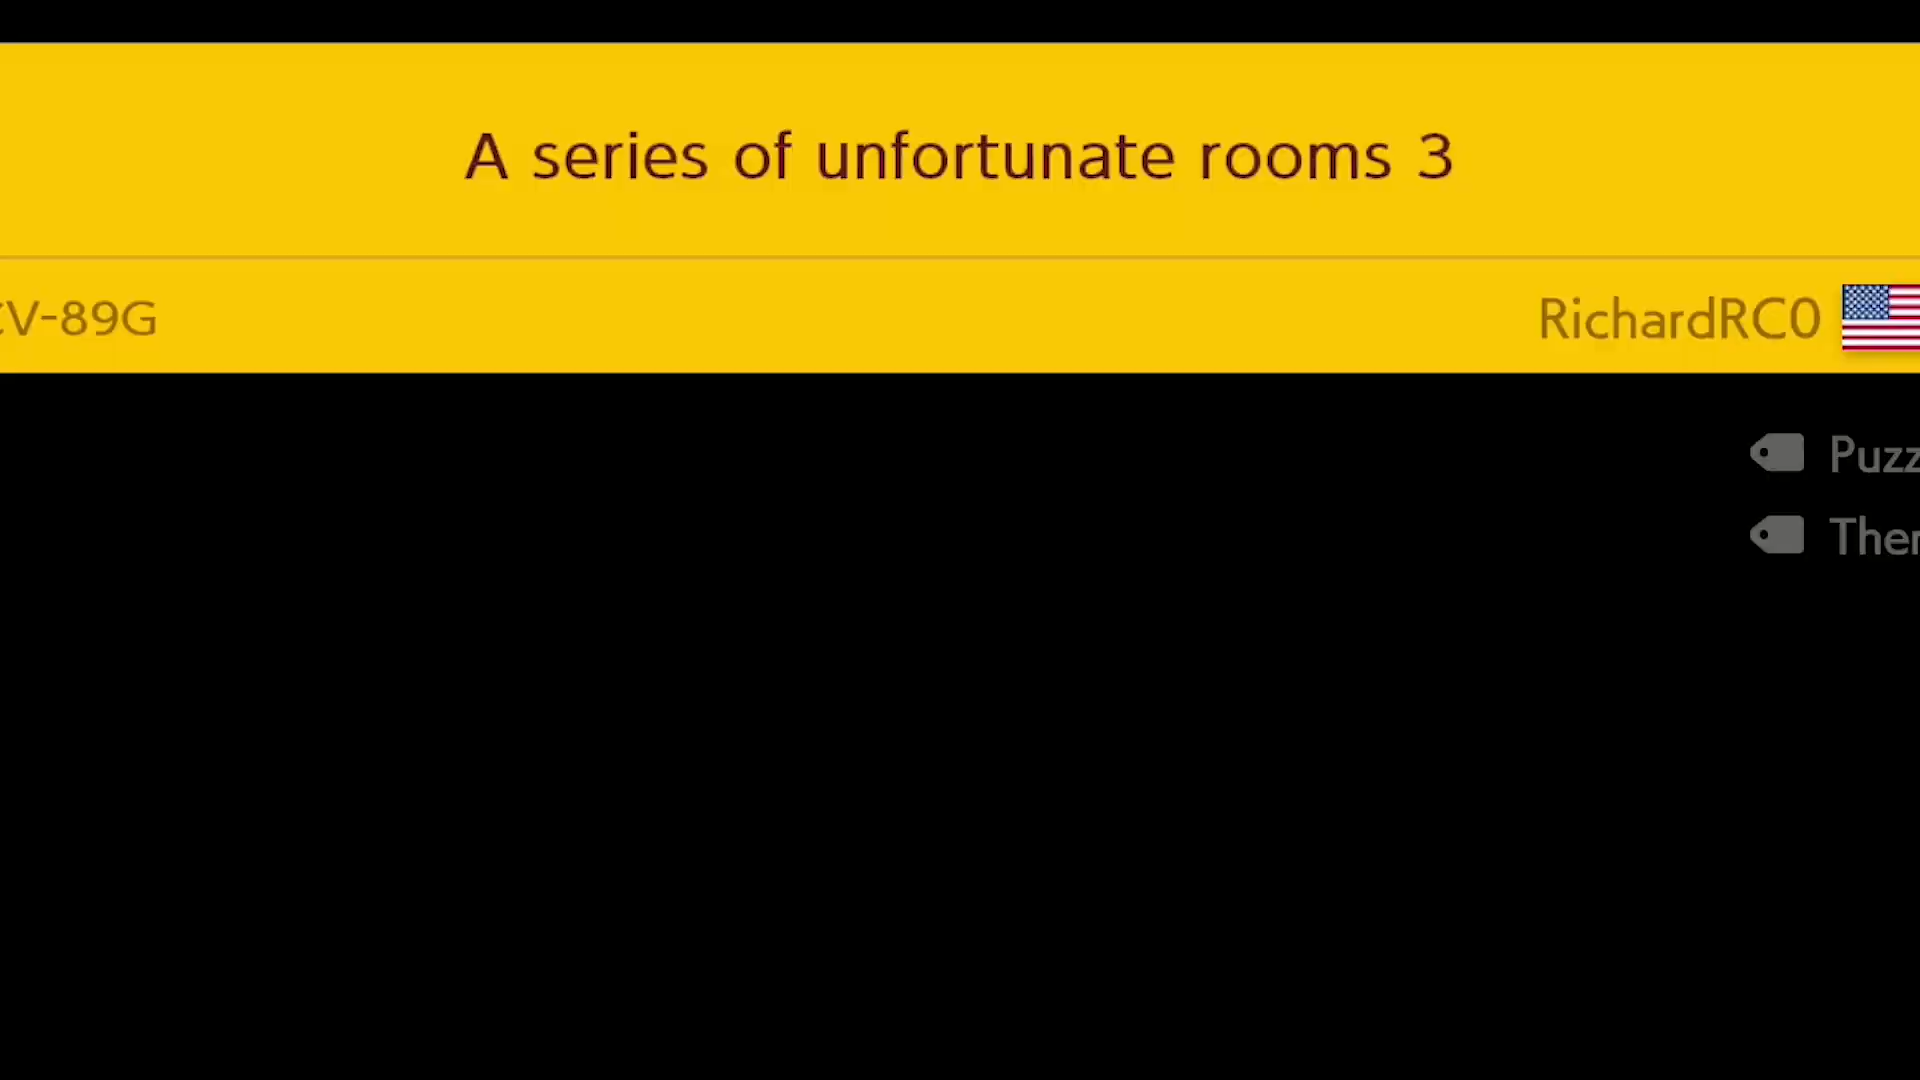 A series of unfortunate rooms 3
V-89G
RichardRC0
Puzz
Ther